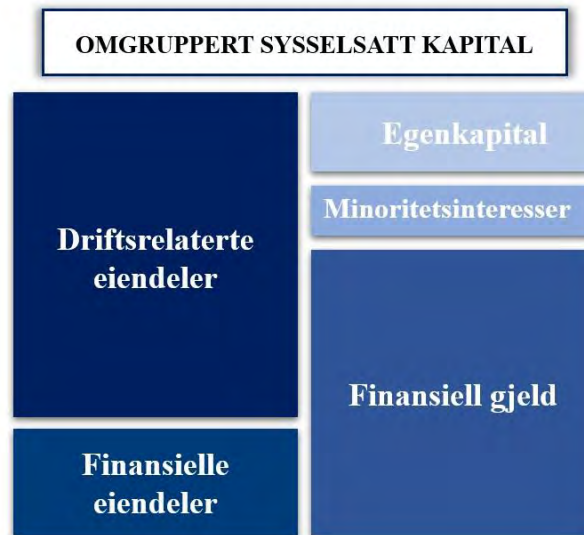 OMGRUPPERT SYSSELSATT KAPITAL
Driftsrelaterte
eiendeler
Finansielle
eiendeler
Egenkapital
Minoritetsinteresser
Finansiell gjeld